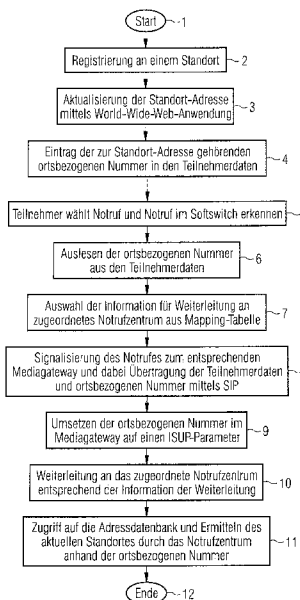 Start
1
Registrierung an einem Standort
2
Aktualisierung der Standort-Adresse
mittels World-Wide-Web-Anwendung
3
Eintrag der zur Standort-Adresse gehörenden
ortsbezogenen Nummer in den Teilnehmerdaten
4
Teilnehmer wählt Notruf und Notruf im Softswitch erkennen
Auslesen der ortsbezogenen Nummer
aus den Teilnehmerdaten
6
Auswahl der Information für Weiterleitung an
zugeordnetes Notrufzentrum aus Mapping-Tabelle
7
Signalisierung des Notrufes zum entsprechenden
Mediagateway und dabei Übertragung der Teilnehmerdaten
und ortsbezogenen Nummer mittels SIP
Umsetzen der ortsbezogenen Nummer im
Mediagateway auf einen ISUP-Parameter
9
Weiterleitung an das zugeordnete Notrufzentrum
entsprechend der Information der Weiterleitung
10
Zugriff auf die Adressdatenbank und Ermitteln des
aktuellen Standortes durch das Notrufzentrum
anhand der ortsbezogenen Nummer
11
Ende
12